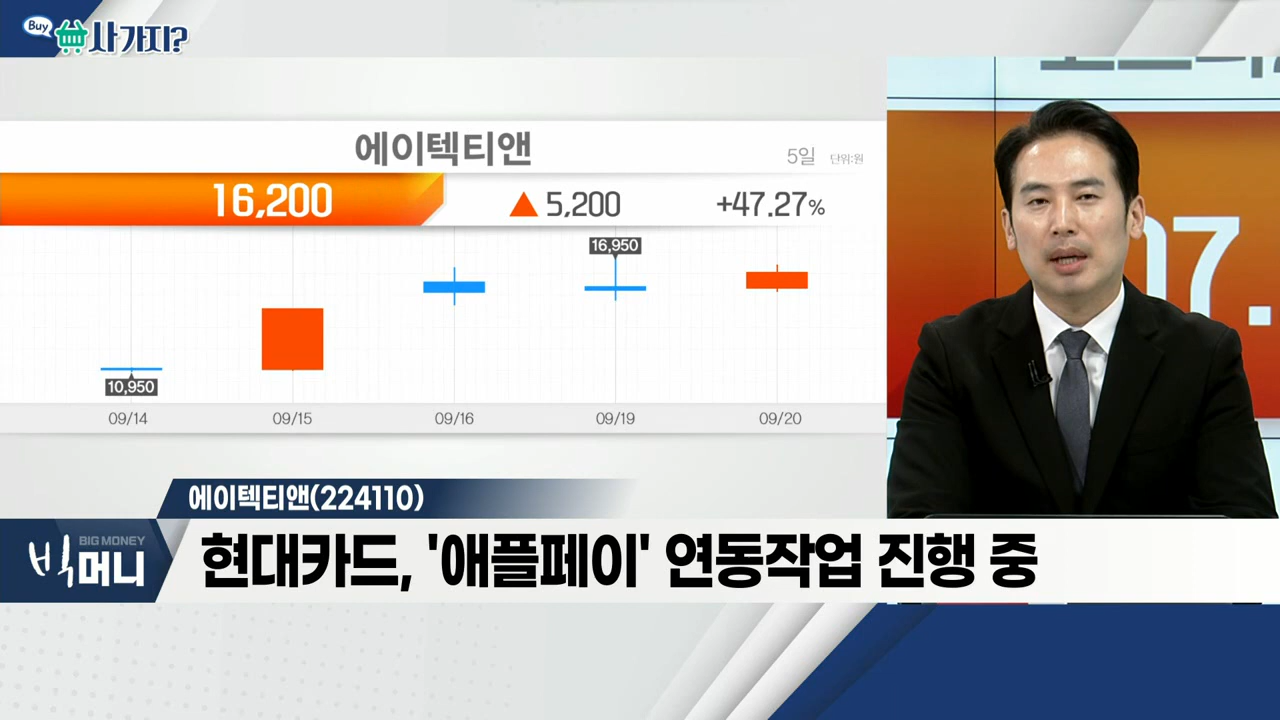 Buy
사가지?
에이텍티앤
5일 단위:원
16,200 ▲ 5,200 +47.27%
16,950
10,950
09/14 09/15 09/16 09/19 09/20
07.
에이텍티앤(224110)
BIG MONEY
빅머니
현대카드, '애플페이' 연동작업 진행 중